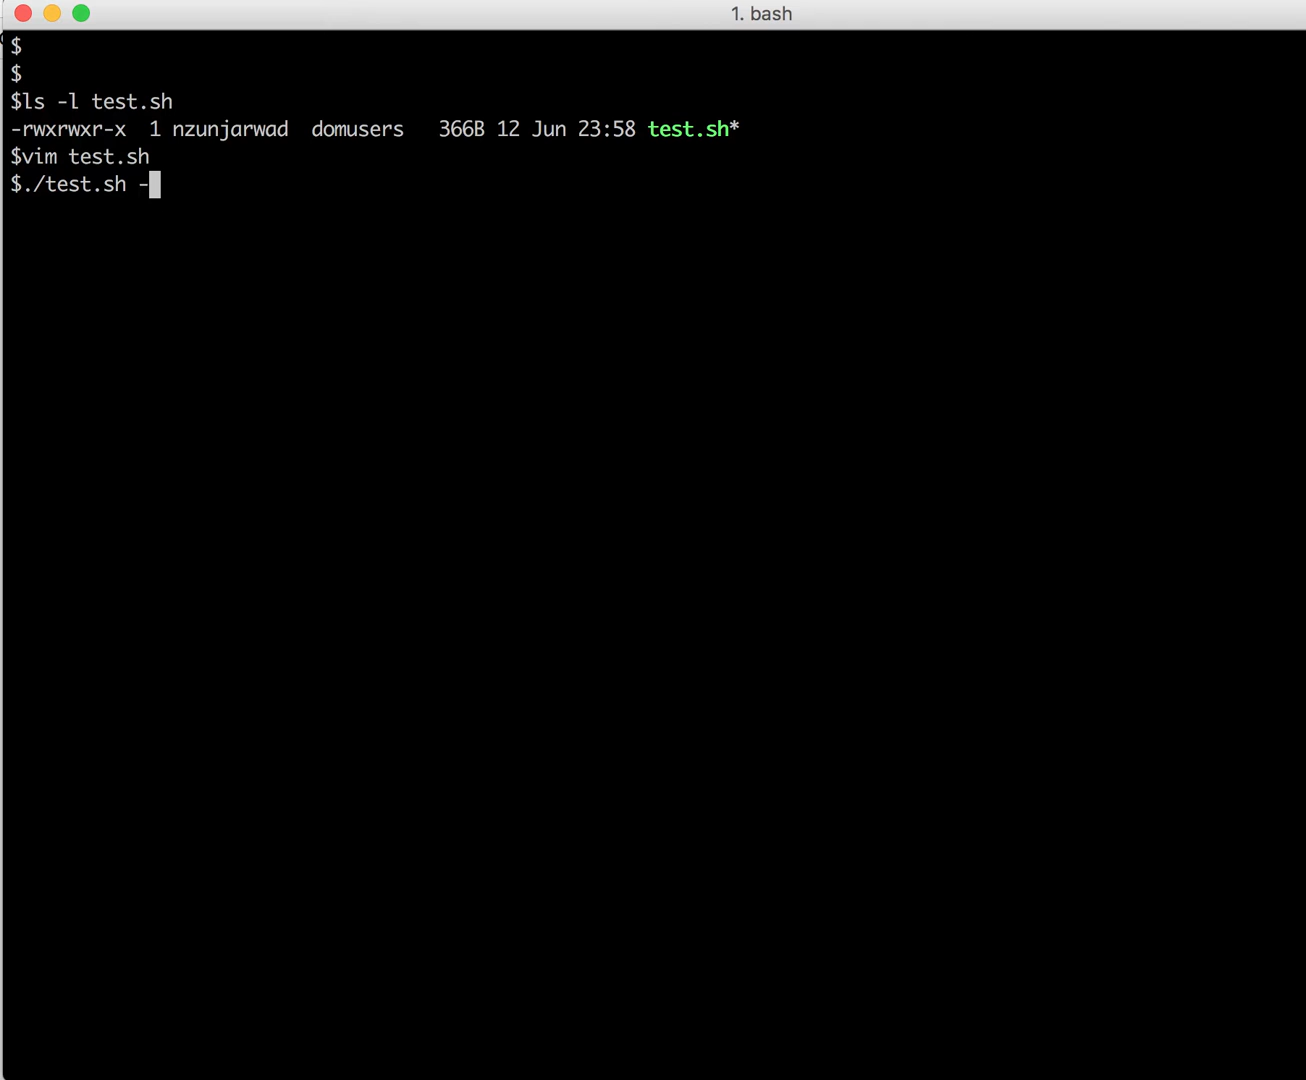 1. bash
$
$
$ls -l test.sh
-rwxrwxr-x  1 nzunjarwad  domusers   366B 12 Jun 23:58 test.sh*
$vim test.sh
$./test.sh -